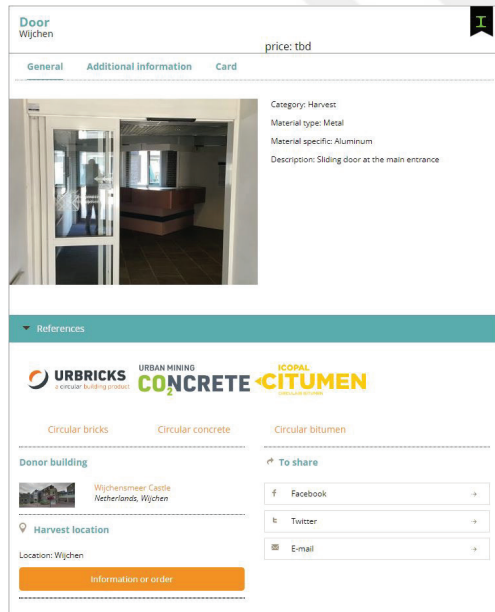 Door
Wijchen
price: tbd
General Additional information Card
Category: Harvest
Material type: Metal
Material specific: Aluminum
Description: Sliding door at the main entrance
References
URBRICKS
a circular building product
URBAN MINING
CO2NCRETE
ICOPAL
CITUMEN
Circular bricks
Circular concrete
Circular bitumen
Donor building
Wijchensmeer Castle
Netherlands, Wijchen
Harvest location
Location: Wijchen
Information or order
To share
Facebook
Twitter
E-mail